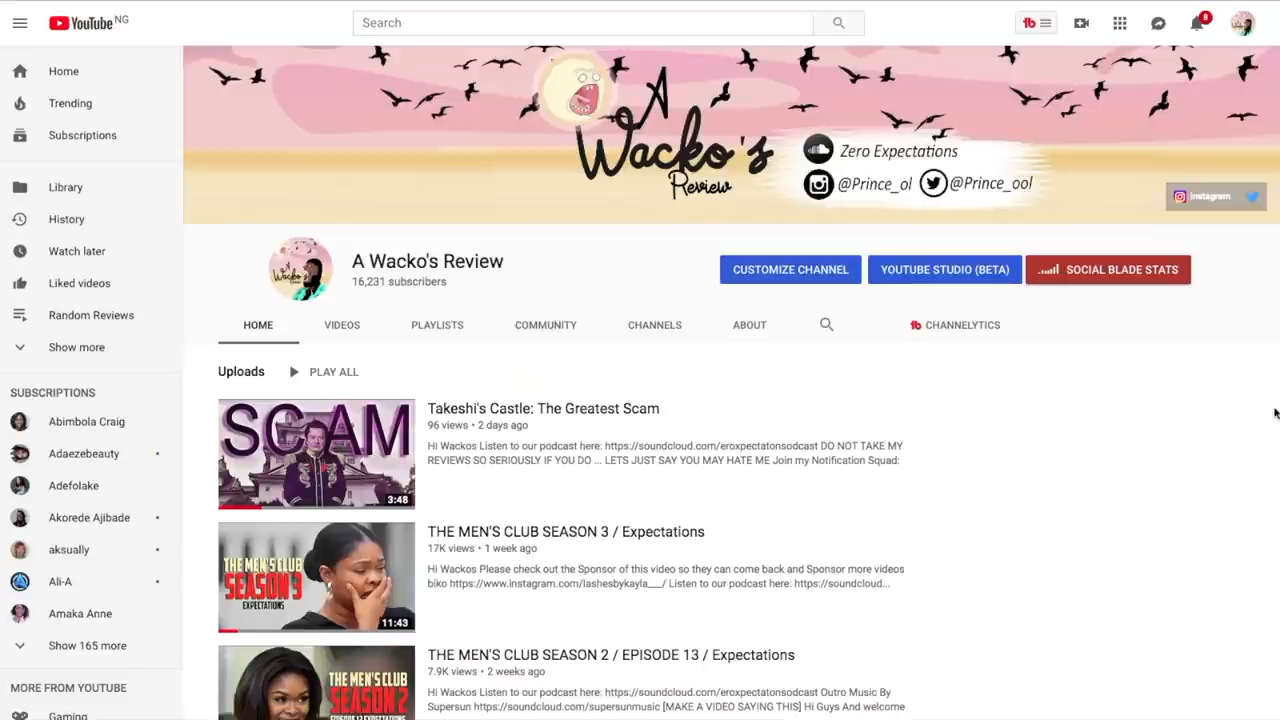 YouTube NG
Search
8
Home
Trending
Subscriptions
Library
History
Watch later
Liked videos
Random Reviews
Show more
SUBSCRIPTIONS
Abimbola Craig
Adaezebeauty
Adefolake
Akorede Ajibade
aksually
Ali-A
Amaka Anne
Show 165 more
MORE FROM YOUTUBE
Gaming
A
Wacko's
Review
Zero Expectations
@Prince_ol @Prince_ool
Instagram
A Wacko's Review
16,231 subscribers
CUSTOMIZE CHANNEL YOUTUBE STUDIO (BETA) SOCIAL BLADE STATS
HOME VIDEOS PLAYLISTS COMMUNITY CHANNELS ABOUT CHANNELYTICS
Uploads PLAY ALL
SCAM
3:48
Takeshi's Castle: The Greatest Scam
96 views • 2 days ago
Hi Wackos Listen to our podcast here: https://soundcloud.com/eroxpectatonsodcast DO NOT TAKE MY
REVIEWS SO SERIOUSLY IF YOU DO ... LETS JUST SAY YOU MAY HATE ME Join my Notification Squad:
THE MEN'S CLUB
SEASON 3
EXPECTATIONS
11:43
THE MEN'S CLUB SEASON 3 / Expectations
17K views • 1 week ago
Hi Wackos Please check out the Sponsor of this video so they can come back and Sponsor more videos
biko https://www.instagram.com/lashesbykayla___/ Listen to our podcast here: https://soundcloud...
THE MEN'S CLUB
SEASON 2
THE MEN'S CLUB SEASON 2 / EPISODE 13 / Expectations
7.9K views • 2 weeks ago
Hi Wackos Listen to our podcast here: https://soundcloud.com/eroxpectatonsodcast Outro Music By
Supersun https://soundcloud.com/supersunmusic [MAKE A VIDEO SAYING THIS] Hi Guys And welcome